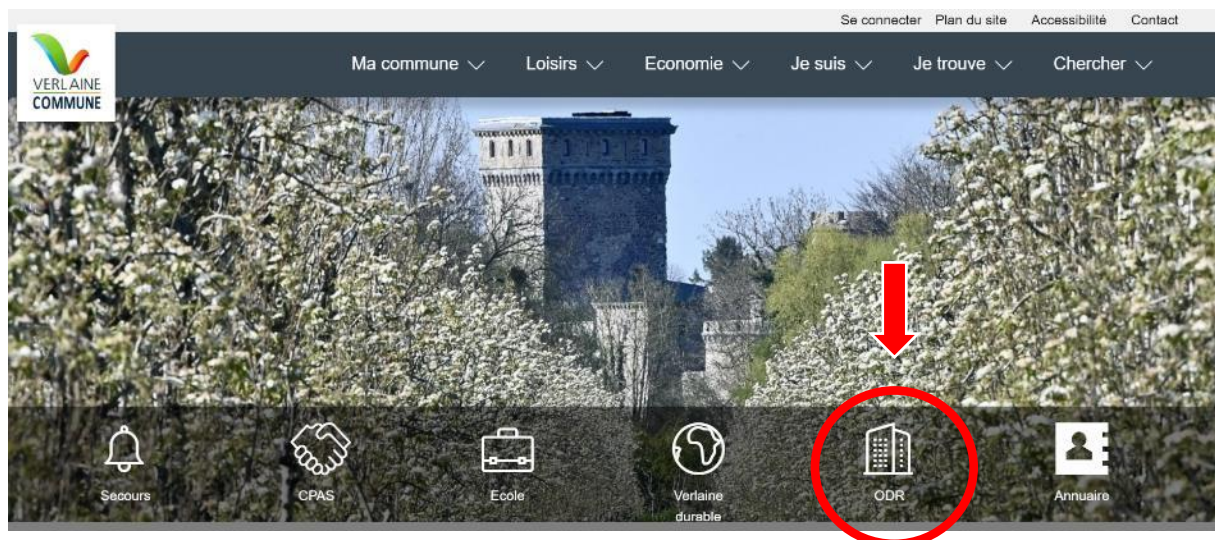 Se connecter Plan du site Accessibilité Contact
VERLAINE
COMMUNE
Ma commune Loisirs Economie Je suis Je trouve Chercher
Secours CPAS Ecole Verlaine durable ODR Annuaire